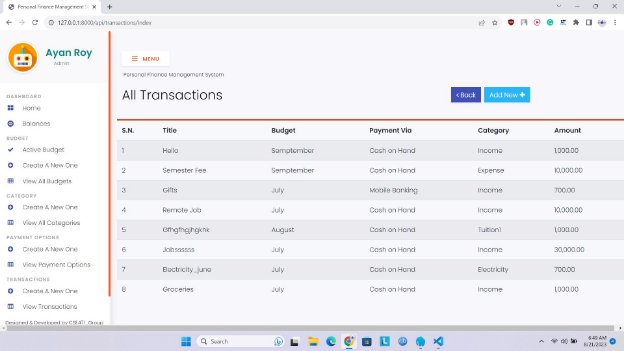 Personal Finance Management S
127.0.0.1:8000/api/transactions/index
Ayan Roy
Admin
MENU
Personal Finance Management System
All Transactions
Back
Add New +
DASHBOARD
Home
Balances
BUDGET
Active Budget
Create A New One
View All Budgets
CATEGORY
Create A New One
View All Categories
PAYMENT OPTIONS
Create A New One
View Payment Options
TRANSACTIONS
Create A New One
View Transactions
Designed & Developed by CSE471_Group
S.N. Title Budget Payment Via Category Amount
1 Hello Semptember Cash on Hand Income 1,000.00
2 Semester Fee Semptember Cash on Hand Expense 10,000.00
3 Gifts July Mobile Banking Income 700.00
4 Remote Job July Cash on Hand Income 10,000.00
5 August Cash on Hand Tuition1 1,000.00
6 Jobssssss July Cash on Hand Income 30,000.00
7 Electricity_june July Cash on Hand Electricity 700.00
8 Groceries July Cash on Hand Income 1,000.00
Search
6:49 AM
8/21/2023